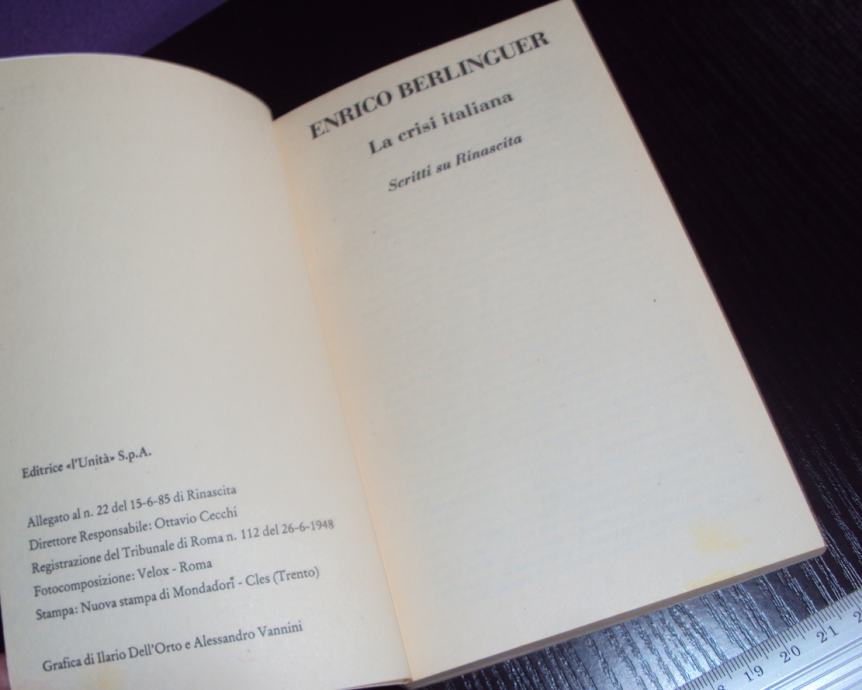 Editrice «l'Unità» S.p.A.
Allegato al n. 22 del 15-6-85 di Rinascita
Direttore Responsabile: Ottavio Cecchi
Registrazione del Tribunale di Roma n. 112 del 26-6-1948
Fotocomposizione: Velox - Roma
Stampa: Nuova stampa di Mondadori - Cles (Trento)
Grafica di Ilario Dell'Orto e Alessandro Vannini
ENRICO BERLINGUER
La crisi italiana
Scritti su Rinascita
19 20 21